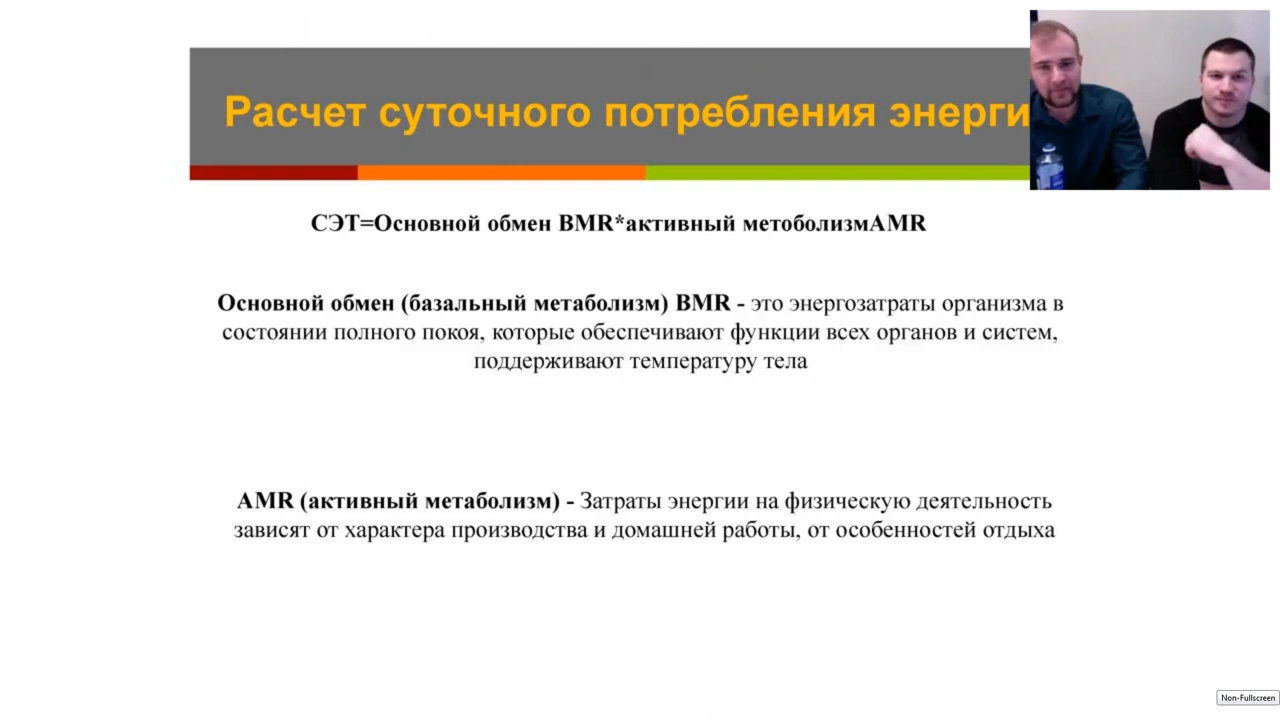 Расчет суточного потребления энерги
СЭТ=Основной обмен BMR*активный метоболизмAMR
Основной обмен (базальный метаболизм) BMR - это энергозатраты организма в
состоянии полного покоя, которые обеспечивают функции всех органов и систем,
поддерживают температуру тела
AMR (активный метаболизм) - Затраты энергии на физическую деятельность
зависят от характера производства и домашней работы, от особенностей отдыха
Non-Fullscreen